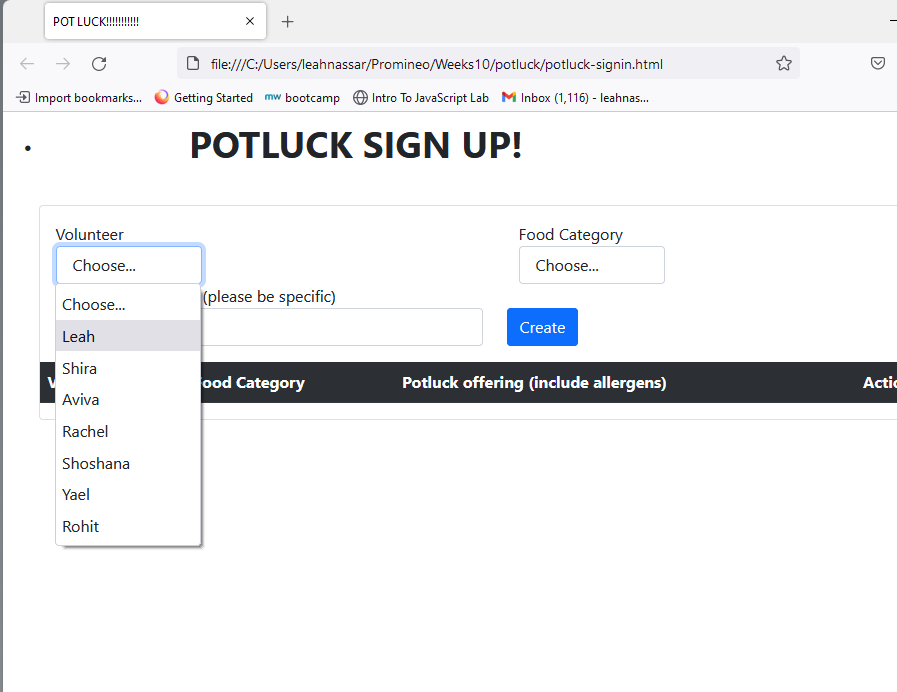 POT LUCK!!!!!!!!!!!
file:///C:/Users/leahnassar/Promineo/Weeks10/potluck/potluck-signin.html
Import bookmarks... Getting Started mw bootcamp Intro To JavaScript Lab Inbox (1,116) - leahnas...
POTLUCK SIGN UP!
Volunteer Food Category
Choose... Choose...
(please be specific)
Create
Food Category Potluck offering (include allergens)
Choose...
Leah
Shira
Aviva
Rachel
Shoshana
Yael
Rohit